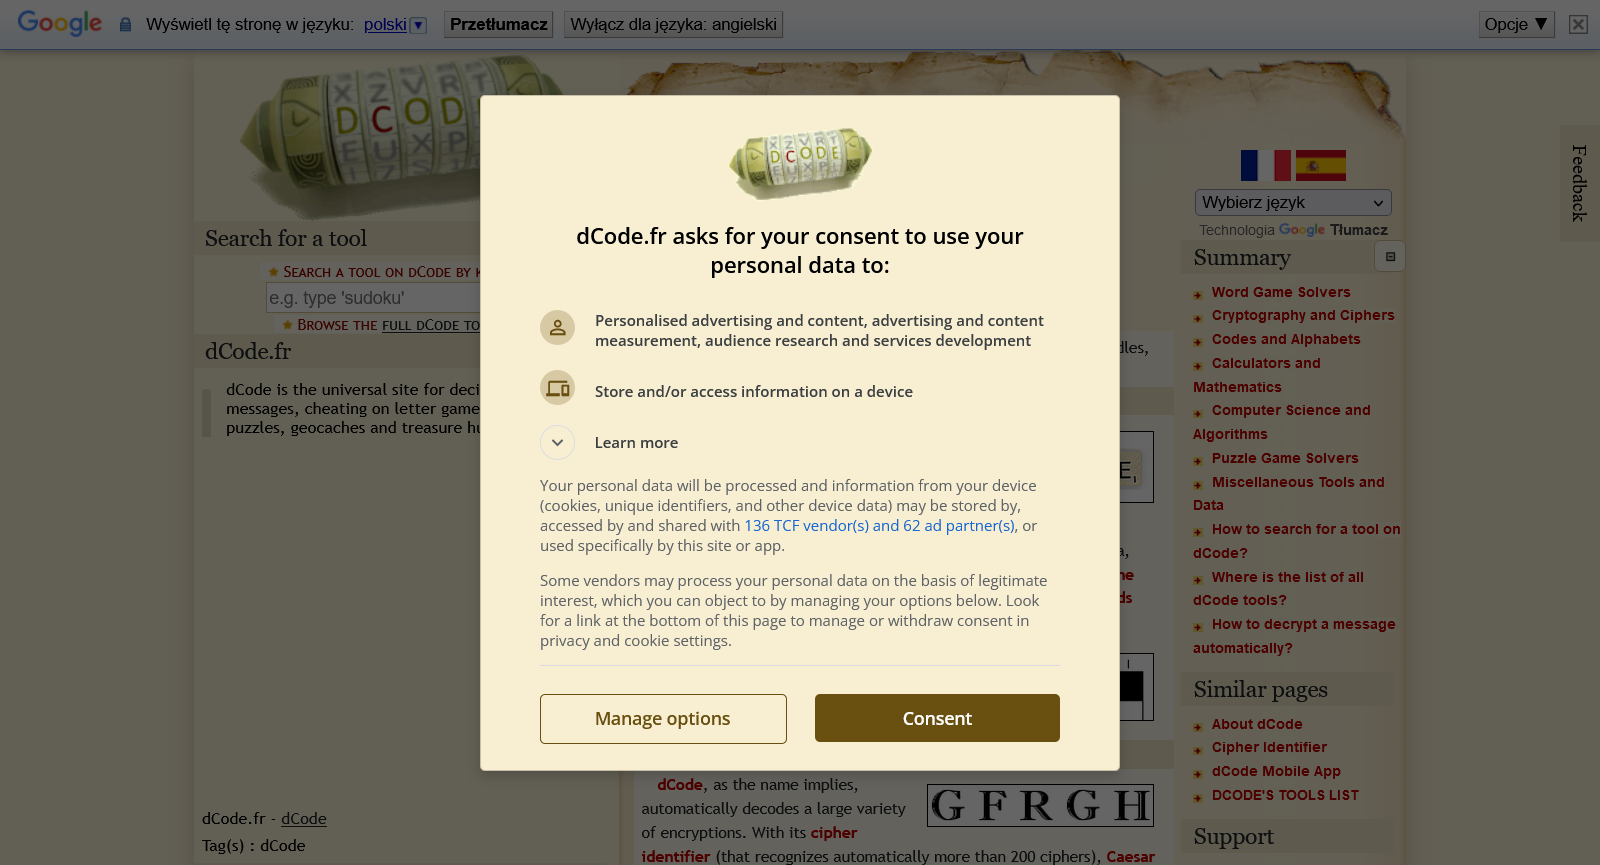 Google Wyświetl tę stronę w języku: polski Przetłumacz Wyłącz dla języka: angielski Opcje ▼
XZVRT
DCODE
EUXP
Feedback
Wybierz język
Technologia Google Tłumacz
Search for a tool
SEARCH A TOOL ON DCODE BY K
e.g. type 'sudoku'
BROWSE THE FULL DCODE TO
dCode.fr
dCode is the universal site for deci
messages, cheating on letter game
puzzles, geocaches and treasure hu
dCode.fr - dCode
Tag(s) : dCode
XZVRT
DCODE
EUXP
dCode.fr asks for your consent to use your
personal data to:
Personalised advertising and content, advertising and content
measurement, audience research and services development
Store and/or access information on a device
Learn more
Your personal data will be processed and information from your device
(cookies, unique identifiers, and other device data) may be stored by,
accessed by and shared with 136 TCF vendor(s) and 62 ad partner(s), or
used specifically by this site or app.
Some vendors may process your personal data on the basis of legitimate
interest, which you can object to by managing your options below. Look
for a link at the bottom of this page to manage or withdraw consent in
privacy and cookie settings.
Manage options
Consent
dles,
E,
a,
ne
ds
dCode, as the name implies,
automatically decodes a large variety
of encryptions. With its cipher
identifier (that recognizes automatically more than 200 ciphers), Caesar
GFRGH
Summary
Word Game Solvers
Cryptography and Ciphers
Codes and Alphabets
Calculators and
Mathematics
Computer Science and
Algorithms
Puzzle Game Solvers
Miscellaneous Tools and
Data
How to search for a tool on
dCode?
Where is the list of all
dCode tools?
How to decrypt a message
automatically?
Similar pages
About dCode
Cipher Identifier
dCode Mobile App
DCODE'S TOOLS LIST
Support